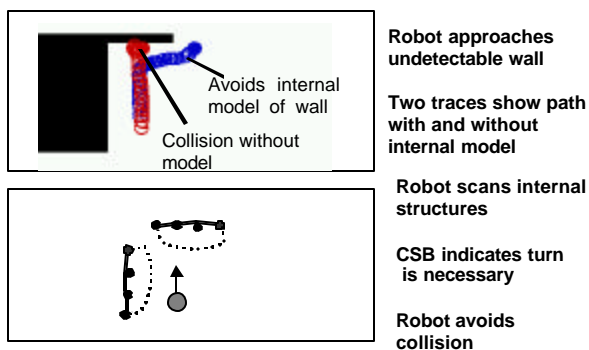 Avoids internal
model of wall
Collision without
model
Robot approaches
undetectable wall
Two traces show path
with and without
internal model
Robot scans internal
structures
CSB indicates turn
is necessary
Robot avoids
collision